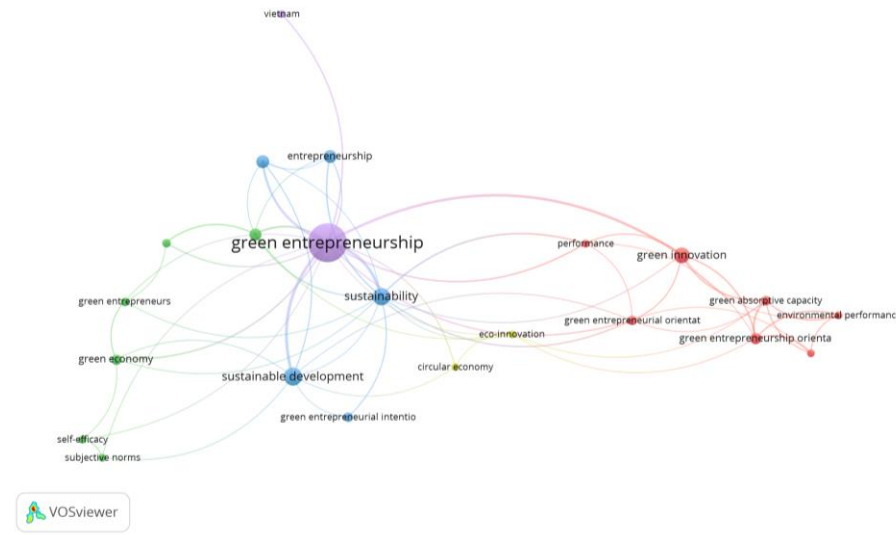 vietnam
entrepreneurship
green entrepreneurship
performance
green innovation
sustainability
green entrepreneurs
green absorptive capacity
environmental performanc
green entrepreneurial orientat
eco-innovation
green entrepreneurship orienta
green economy
circular economy
sustainable development
green entrepreneurial intentio
self-efficacy
subjective norms
VOSviewer